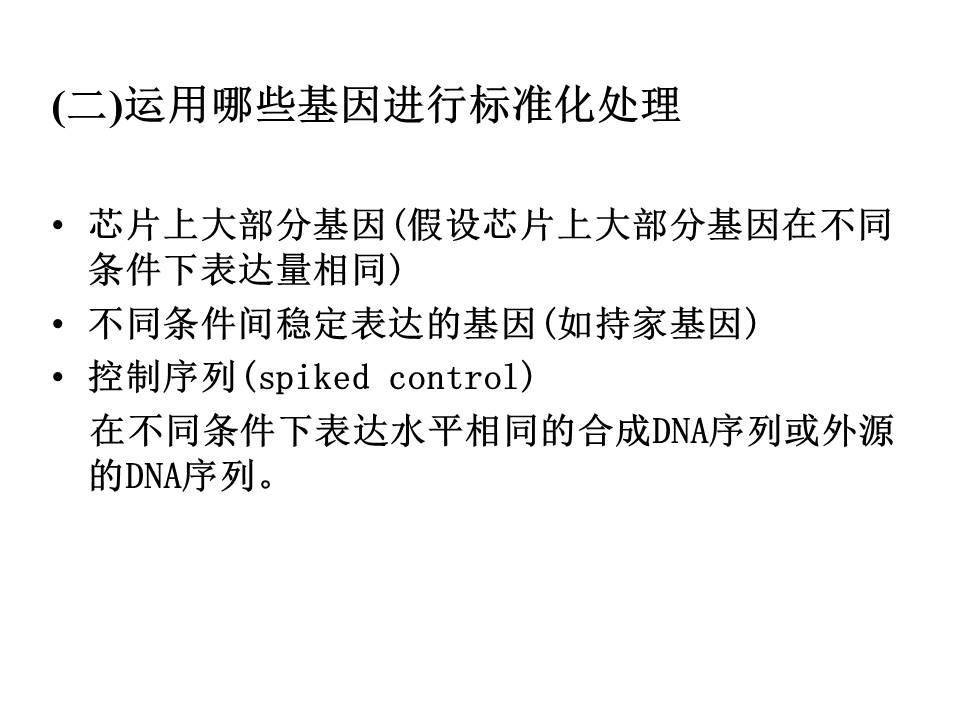 (二)运用哪些基因进行标准化处理
• 芯片上大部分基因(假设芯片上大部分基因在不同
条件下表达量相同)
• 不同条件间稳定表达的基因(如持家基因)
• 控制序列(spiked control)
在不同条件下表达水平相同的合成DNA序列或外源
的DNA序列。